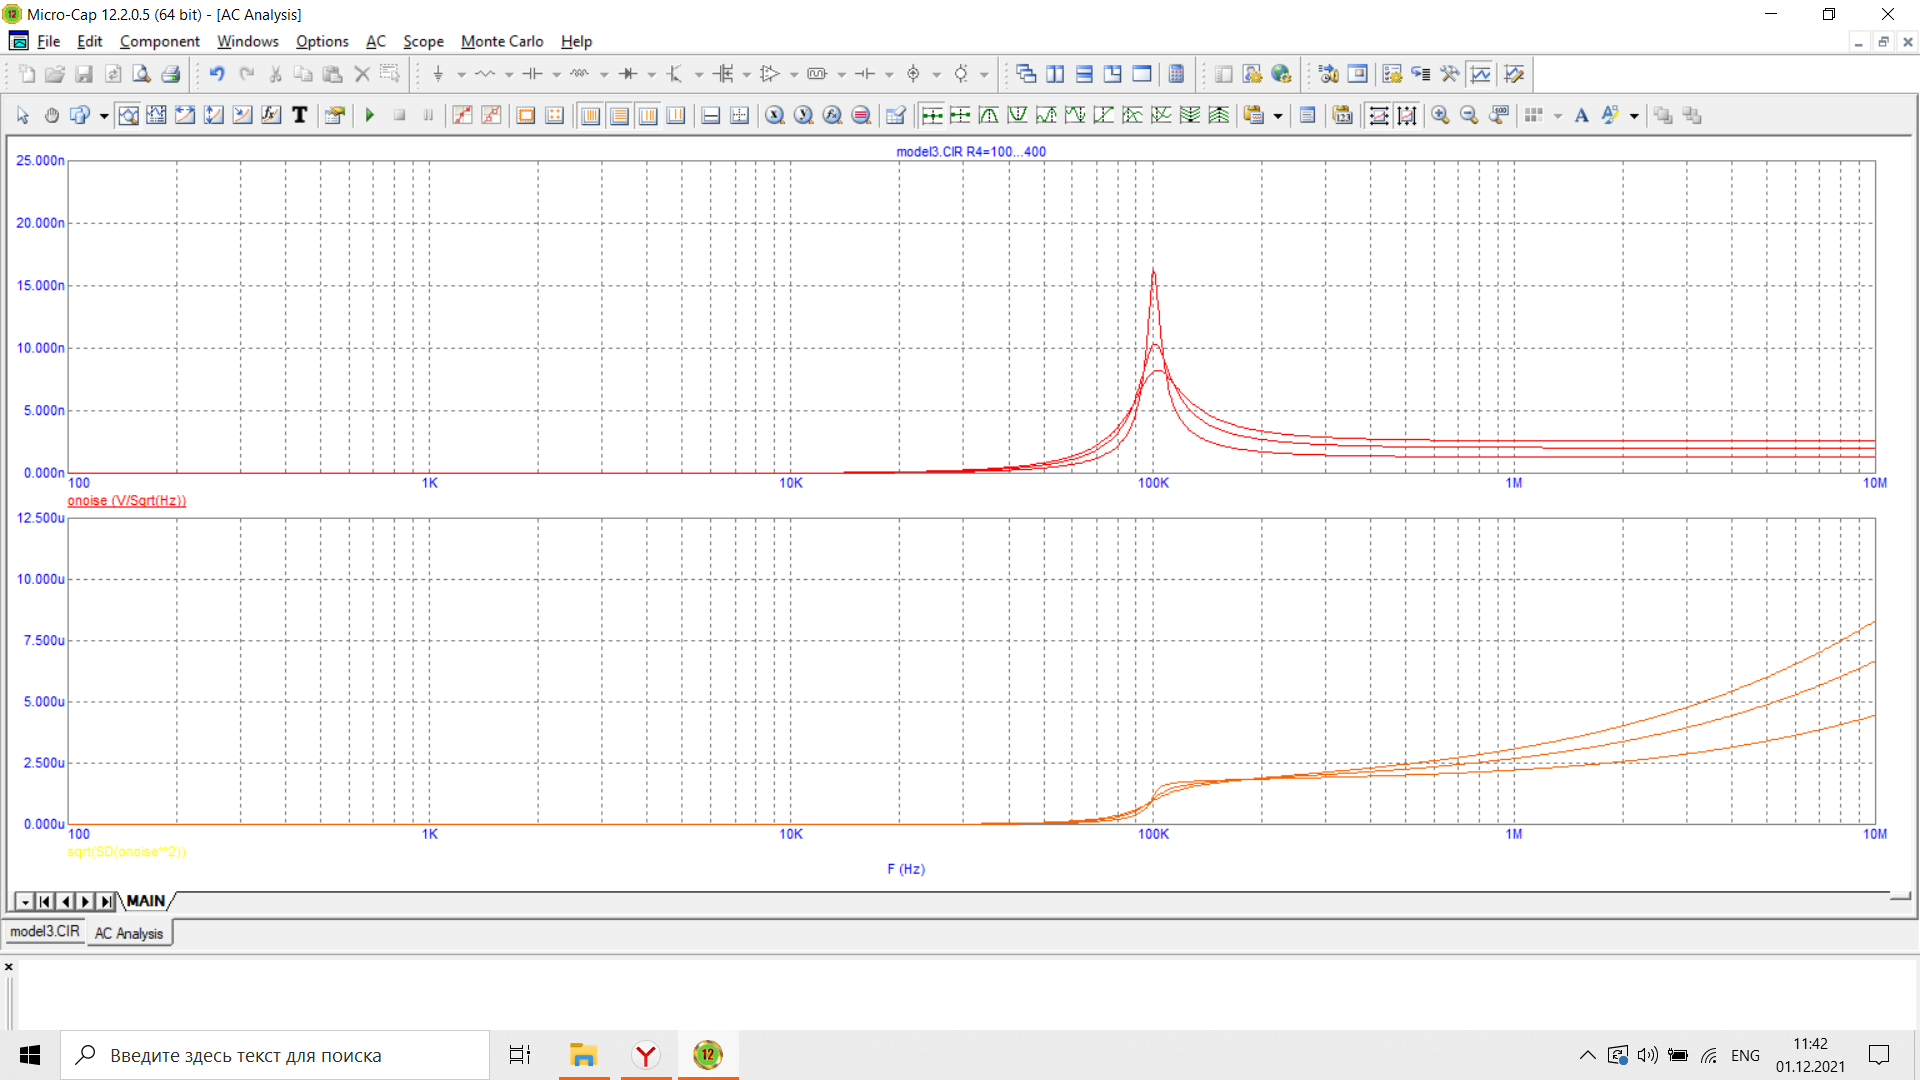 Micro-Cap 12.2.0.5 (64 bit) - [AC Analysis]
File Edit Component Windows Options AC Scope Monte Carlo Help
model3.CIR R4=100...400
25.000n
20.000n
15.000n
10.000n
5.000n
0.000n
100 1K 10K 100K 1M 10M
onoise (V/Sqrt(Hz))
12.500u
10.000u
7.500u
5.000u
2.500u
0.000u
100 1K 10K 100K 1M 10M
sqrt(SD(onoise**2))
F (Hz)
MAIN
model3.CIR AC Analysis
Введите здесь текст для поиска
12
ENG
11:42
01.12.2021